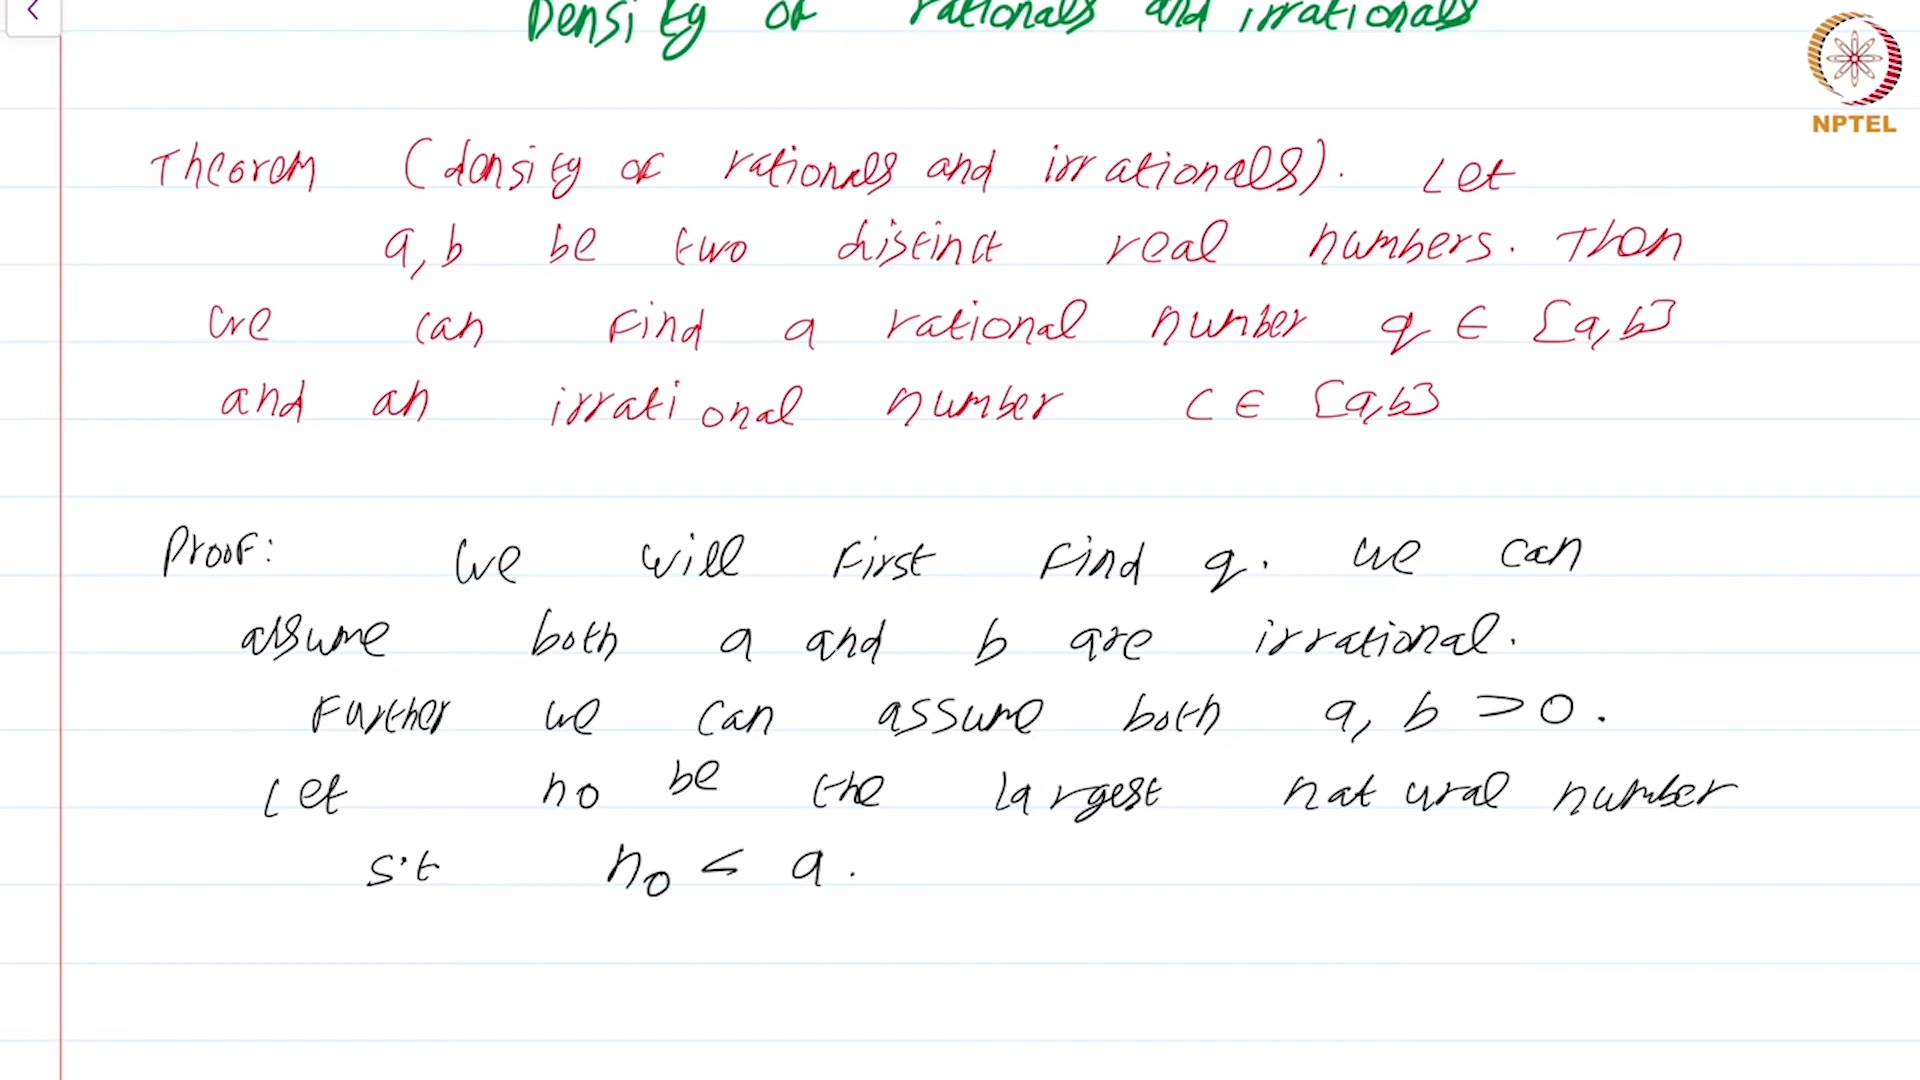 Density of rationals and irrationals
NPTEL
Theorem (density of rationals and irrationals). Let
a, b be two distinct real numbers. Then
we can find a rational number q ∈ [a, b]
and an irrational number c ∈ [a, b]
Proof: We will first find q. We can
assume both a and b are irrational.
Further we can assume both a, b > 0.
Let n₀ be the largest natural number
s.t n₀ < a.